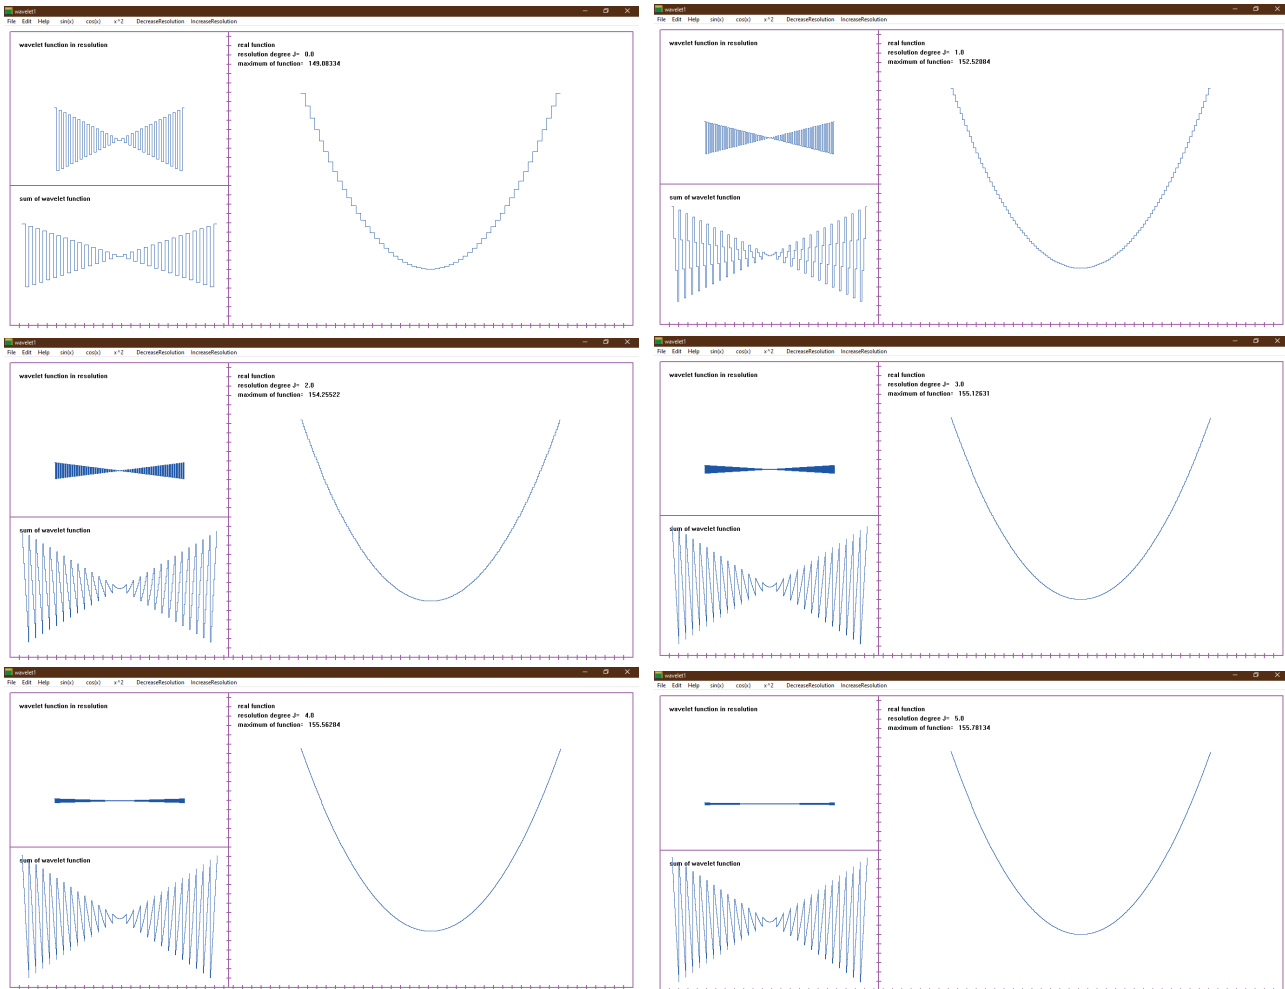 wavelet1
File Edit Help sin(x) cos(x) x^2 DecreaseResolution IncreaseResolution
wavelet function in resolution
real function
resolution degree J= 0.0
maximum of function: 149.08334
sum of wavelet function
wavelet1
File Edit Help sin(x) cos(x) x^2 DecreaseResolution IncreaseResolution
wavelet function in resolution
real function
resolution degree J= 1.0
maximum of function: 152.52084
sum of wavelet function
wavelet1
File Edit Help sin(x) cos(x) x^2 DecreaseResolution IncreaseResolution
wavelet function in resolution
real function
resolution degree J= 2.0
maximum of function: 154.25522
sum of wavelet function
wavelet1
File Edit Help sin(x) cos(x) x^2 DecreaseResolution IncreaseResolution
wavelet function in resolution
real function
resolution degree J= 3.0
maximum of function: 155.12631
sum of wavelet function
wavelet1
File Edit Help sin(x) cos(x) x^2 DecreaseResolution IncreaseResolution
wavelet function in resolution
real function
resolution degree J= 4.0
maximum of function: 155.56284
sum of wavelet function
wavelet1
File Edit Help sin(x) cos(x) x^2 DecreaseResolution IncreaseResolution
wavelet function in resolution
real function
resolution degree J= 5.0
maximum of function: 155.78134
sum of wavelet function